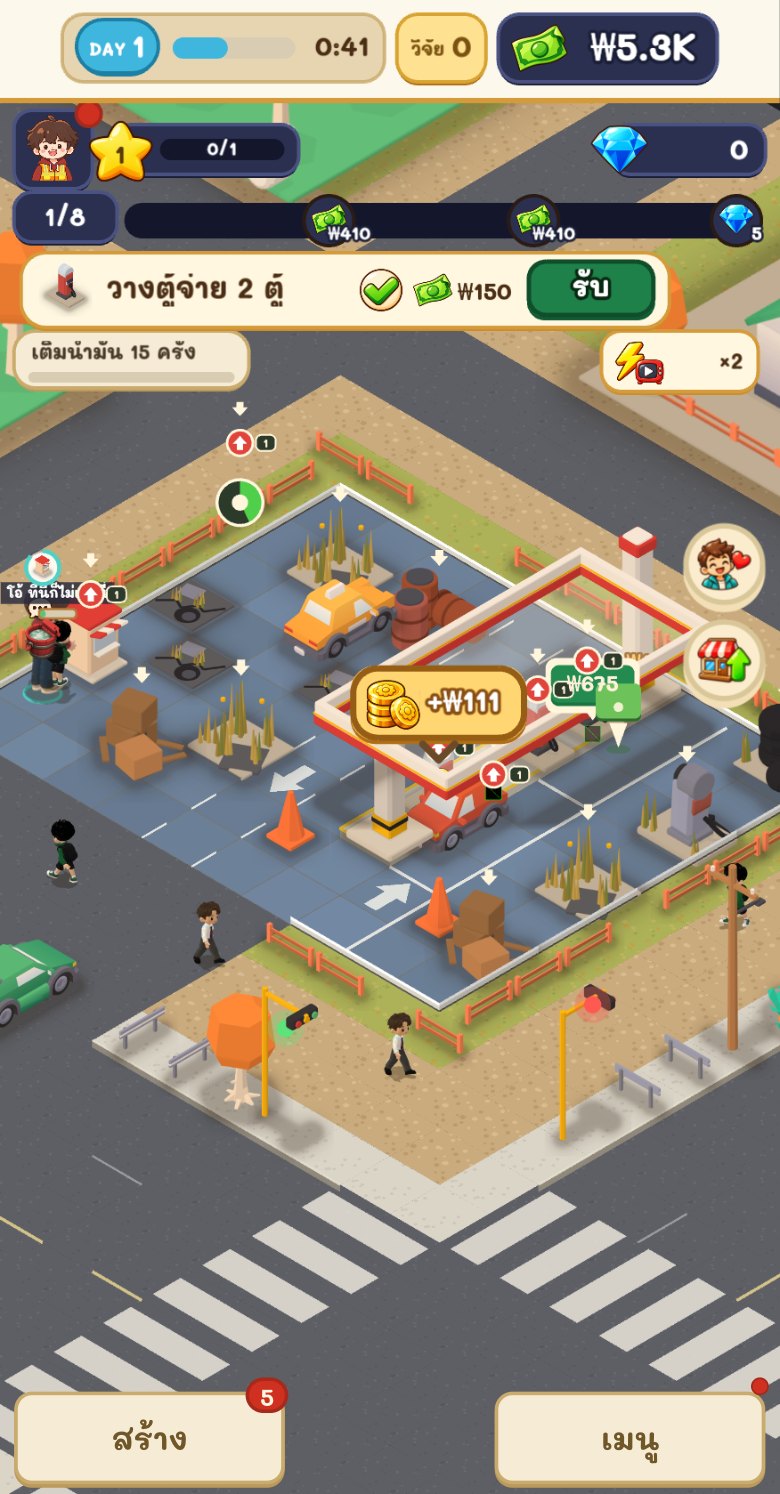 DAY 1
0:41
วิจัย 0
₩5.3K
1
0/1
0
1/8
₩410
₩410
5
วางตู้จ่าย 2 ตู้
₩150
รับ
เติมน้ำมัน 15 ครั้ง
×2
1
1
1
₩675
1
+₩111
1
1
5
สร้าง
เมนู